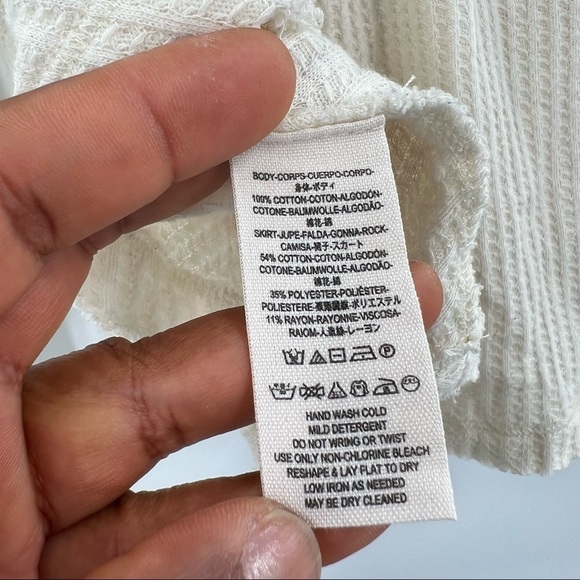 BODY-CORPS-CUERPO-CORPO-
身体-ボディ
100% COTTON-COTON-ALGODÓN-
COTONE-BAUMWOLLE-ALGODÃO-
棉花-綿
SKIRT-JUPE-FALDA-GONNA-ROCK-
CAMISA-裙子-スカート
54% COTTON-COTON-ALGODÓN-
COTONE-BAUMWOLLE-ALGODÃO-
棉花-綿
35% POLYESTER-POLIÉSTER-
POLIESTERE-聚酯纖維-ポリエステル
11% RAYON-RAYONNE-VISCOSA-
RAIOM-人造絲-レーヨン
HAND WASH COLD
MILD DETERGENT
DO NOT WRING OR TWIST
USE ONLY NON-CHLORINE BLEACH
RESHAPE & LAY FLAT TO DRY
LOW IRON AS NEEDED
MAY BE DRY CLEANED